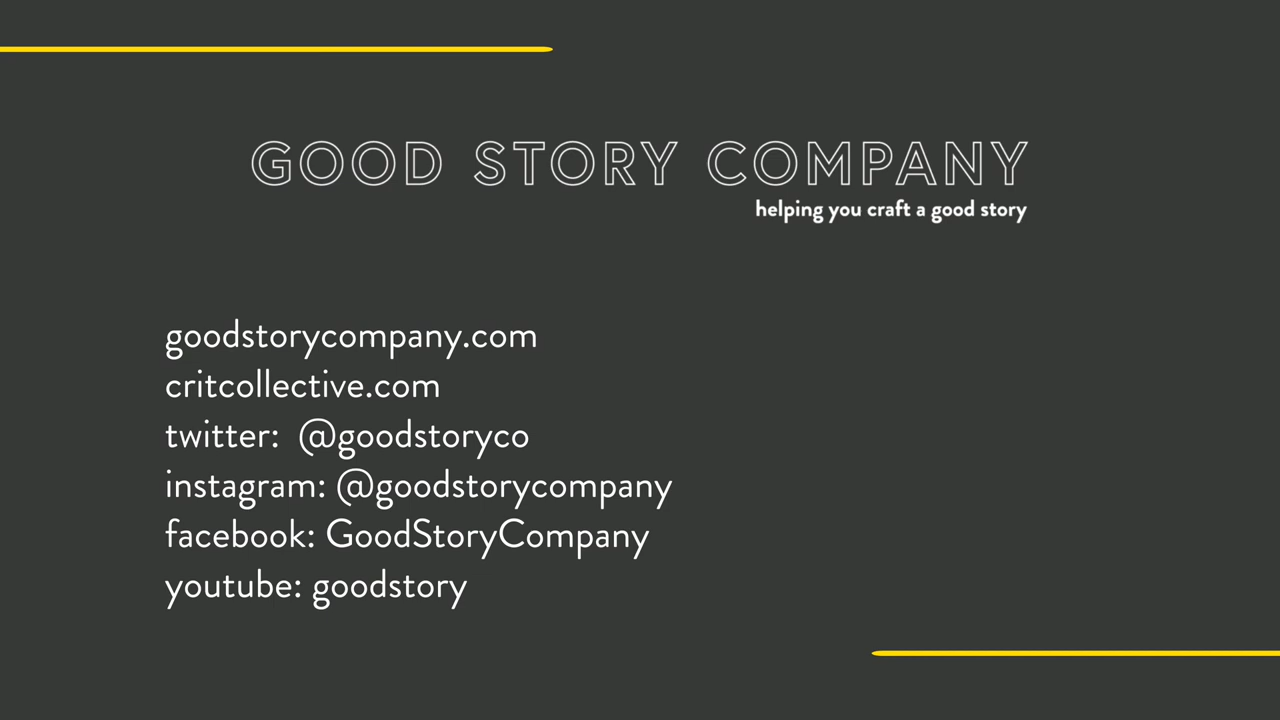 GOOD STORY COMPANY
helping you craft a good story
goodstorycompany.com
critcollective.com
twitter: @goodstoryco
instagram: @goodstorycompany
facebook: GoodStoryCompany
youtube: goodstory